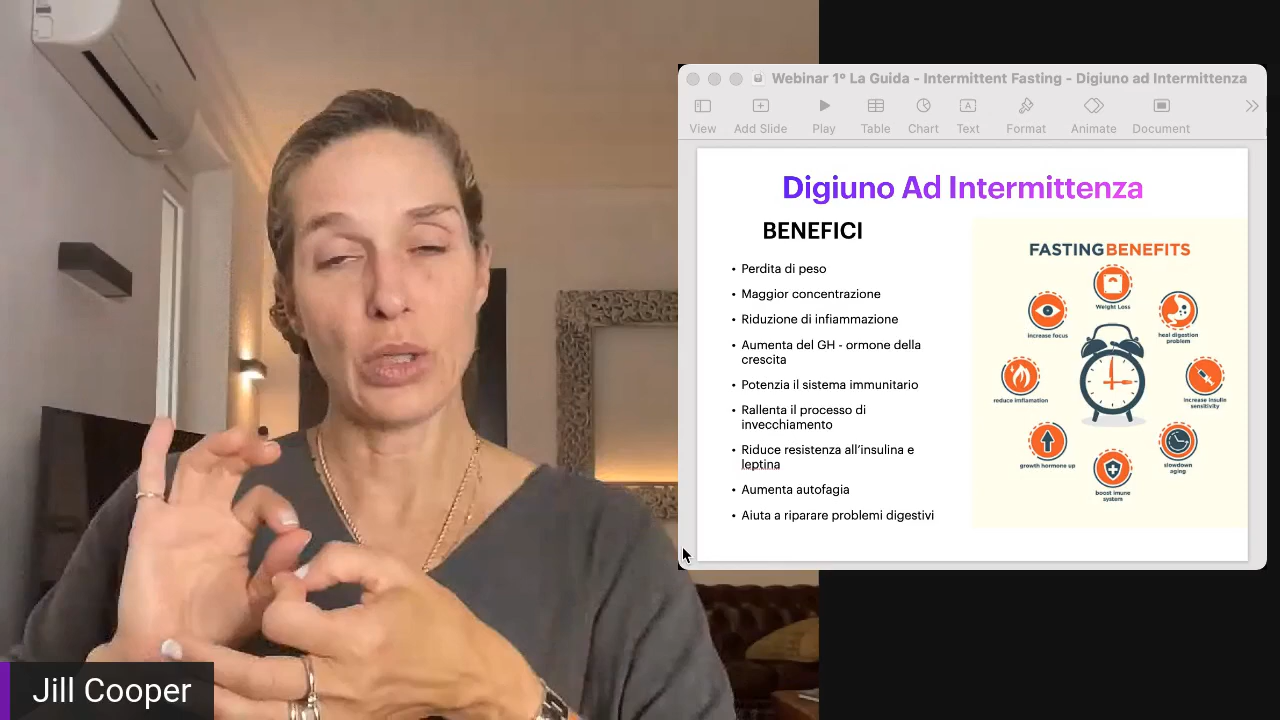 Webinar 1º La Guida - Intermittent Fasting - Digiuno ad Intermittenza
View
Add Slide
Play
Table
Chart
Text
Format
Animate
Document
Digiuno Ad Intermittenza
BENEFICI
• Perdita di peso
• Maggior concentrazione
• Riduzione di infiammazione
• Aumenta del GH - ormone della
crescita
• Potenzia il sistema immunitario
• Rallenta il processo di
invecchiamento
• Riduce resistenza all'insulina e
leptina
• Aumenta autofagia
• Aiuta a riparare problemi digestivi
FASTING BENEFITS
Weight Loss
increase focus
heal digestion
problem
reduce imflamation
increase insulin
sensitivity
growth hormone up
slowdown
aging
boost imune
system
Jill Cooper